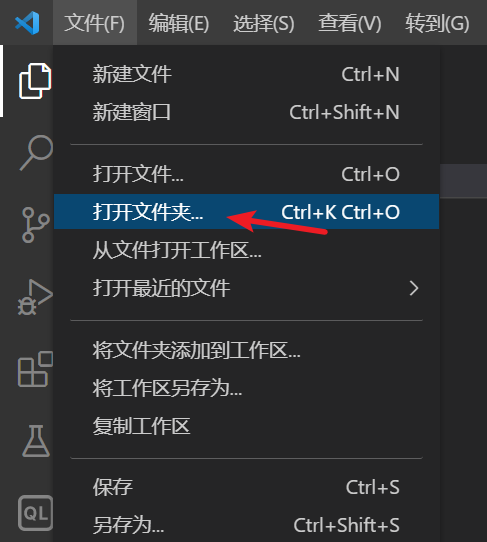 文件(F) 编辑(E) 选择(S) 查看(V) 转到(G)
新建文件 Ctrl+N
新建窗口 Ctrl+Shift+N
打开文件... Ctrl+O
打开文件夹... Ctrl+K Ctrl+O
从文件打开工作区...
打开最近的文件
将文件夹添加到工作区...
将工作区另存为...
复制工作区
保存 Ctrl+S
另存为... Ctrl+Shift+S
QL